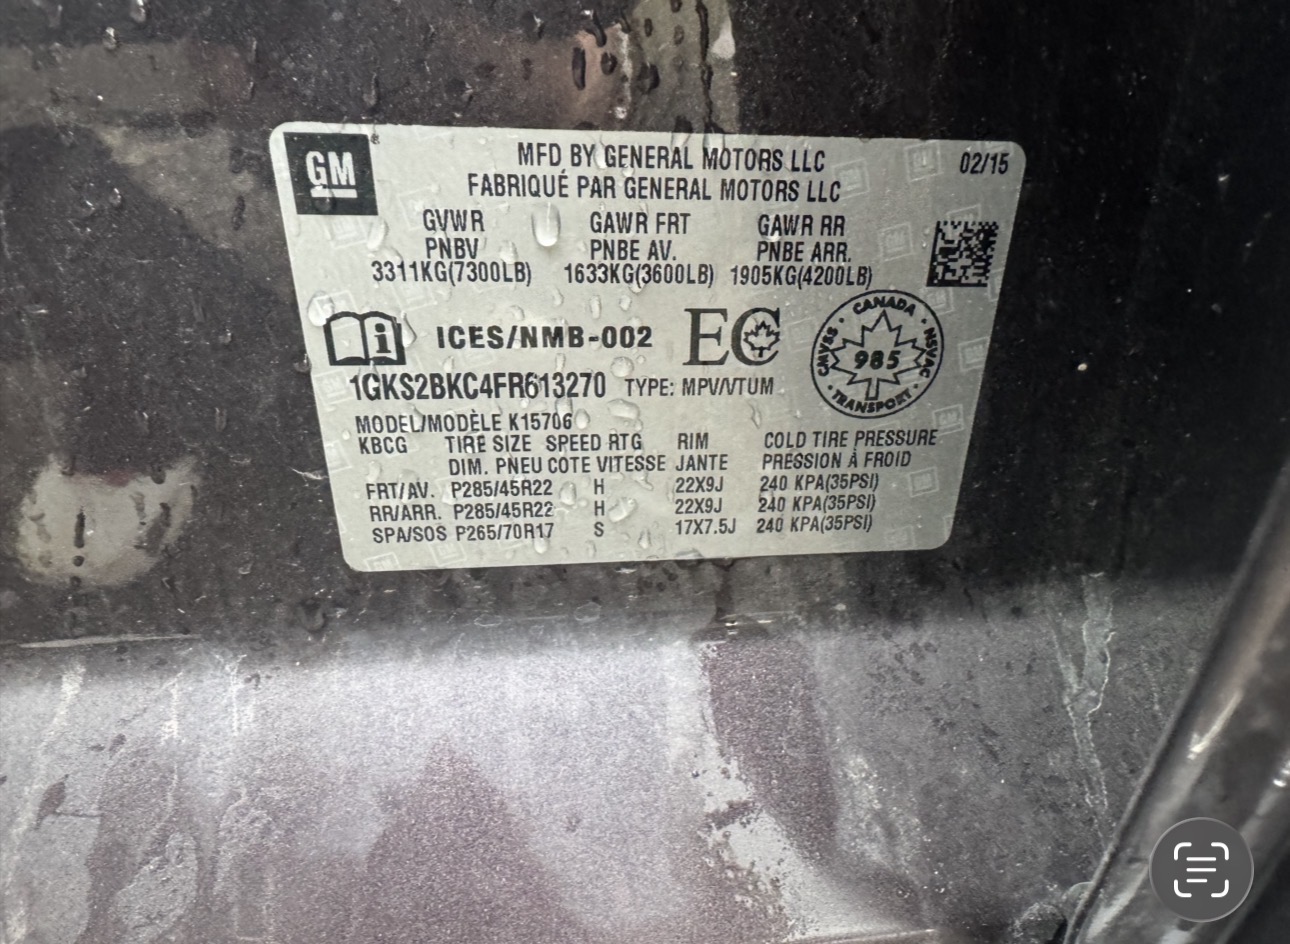 GM
MFD BY GENERAL MOTORS LLC 02/15
FABRIQUÉ PAR GENERAL MOTORS LLC
GVWR GAWR FRT GAWR RR
PNBV PNBE AV. PNBE ARR.
3311KG(7300LB) 1633KG(3600LB) 1905KG(4200LB)
i ICES/NMB-002 EC
CANADA
CMVSS 985 NSVAC
TRANSPORT
1GKS2BKC4FR613270 TYPE: MPV/VTUM
MODEL/MODÈLE K15706
KBCG TIRE SIZE SPEED RTG RIM COLD TIRE PRESSURE
DIM. PNEU COTE VITESSE JANTE PRESSION À FROID
FRT/AV. P285/45R22 H 22X9J 240 KPA(35PSI)
RR/ARR. P285/45R22 H 22X9J 240 KPA(35PSI)
SPA/SOS P265/70R17 S 17X7.5J 240 KPA(35PSI)